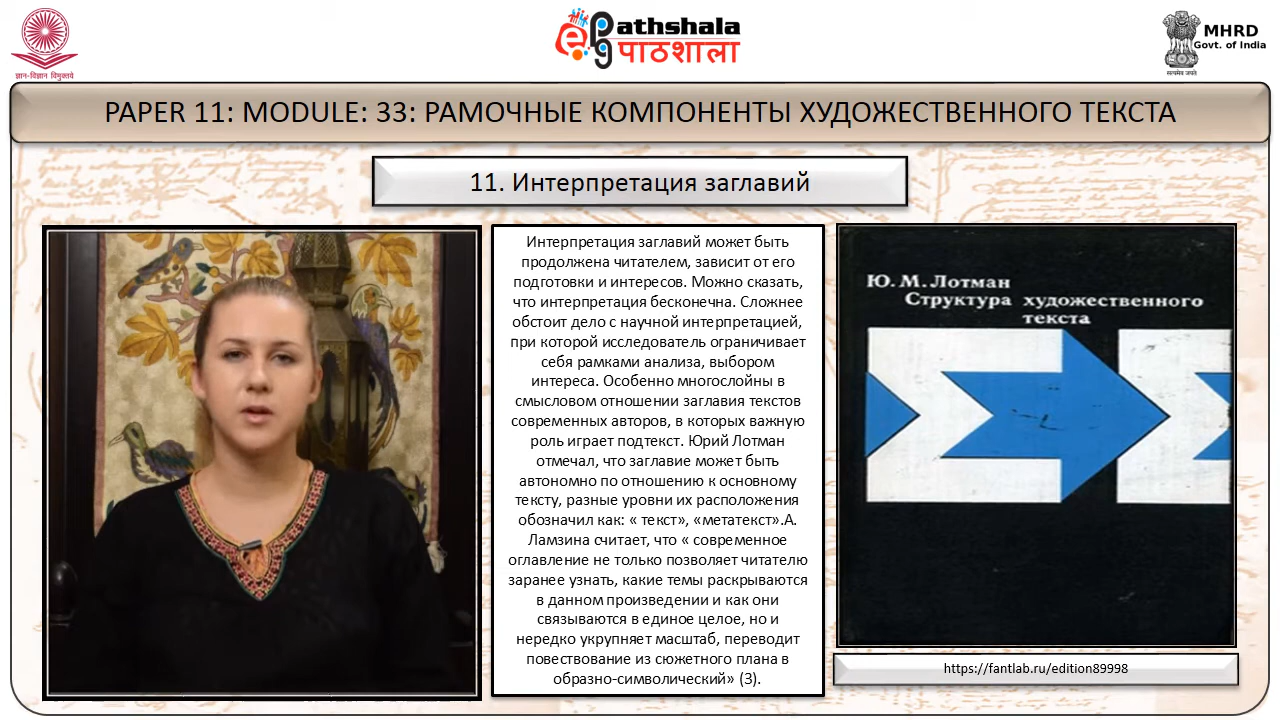 ज्ञान-विज्ञान विमुक्तये
ePg Pathshala
पाठशाला
MHRD
Govt. of India
सत्यमेव जयते
PAPER 11: MODULE: 33: РАМОЧНЫЕ КОМПОНЕНТЫ ХУДОЖЕСТВЕННОГО ТЕКСТА
11. Интерпретация заглавий
Интерпретация заглавий может быть
продолжена читателем, зависит от его
подготовки и интересов. Можно сказать,
что интерпретация бесконечна. Сложнее
обстоит дело с научной интерпретацией,
при которой исследователь ограничивает
себя рамками анализа, выбором
интереса. Особенно многослойны в
смысловом отношении заглавия текстов
современных авторов, в которых важную
роль играет подтекст. Юрий Лотман
отмечал, что заглавие может быть
автономно по отношению к основному
тексту, разные уровни их расположения
обозначил как: « текст», «метатекст».А.
Ламзина считает, что « современное
оглавление не только позволяет читателю
заранее узнать, какие темы раскрываются
в данном произведении и как они
связываются в единое целое, но и
нередко укрупняет масштаб, переводит
повествование из сюжетного плана в
образно-символический» (3).
Ю. М. Лотман
Структура художественного
текста
https://fantlab.ru/edition89998